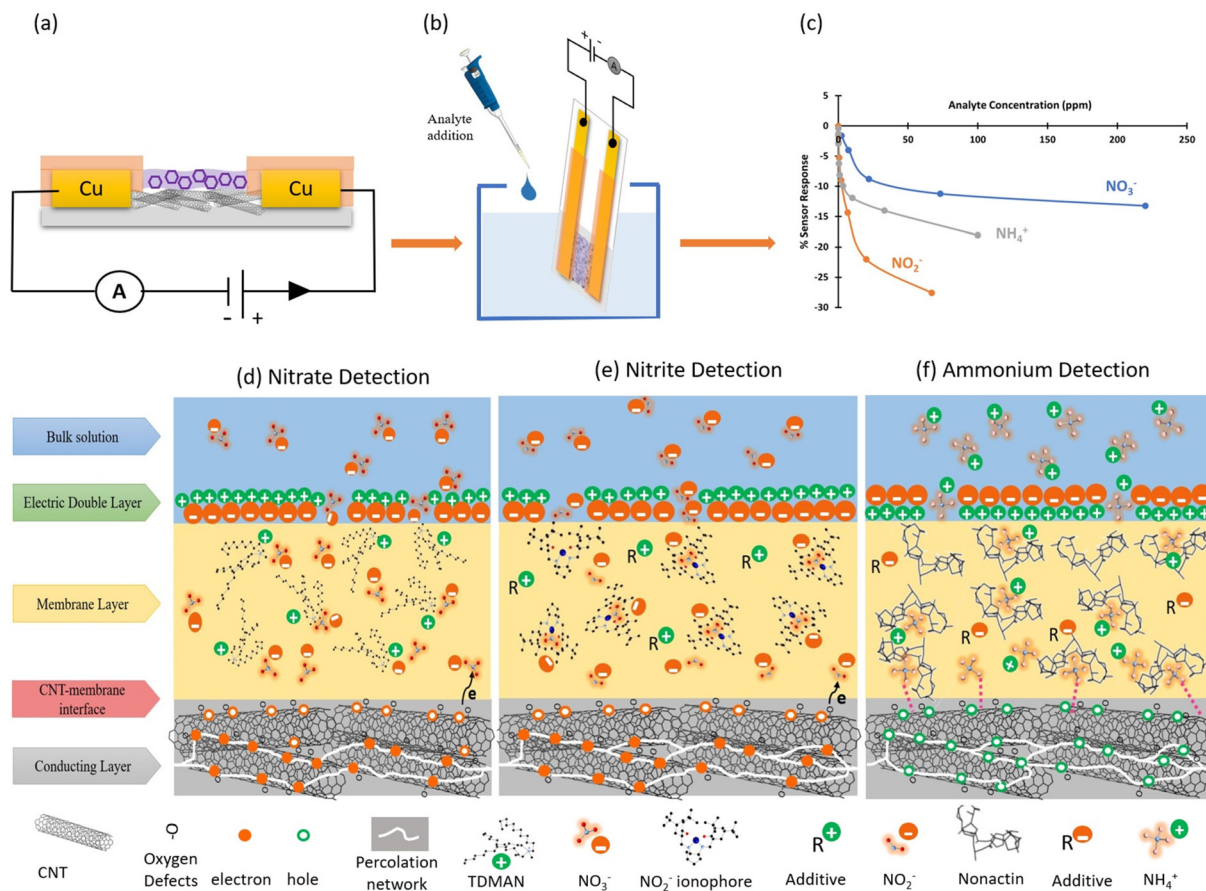 (a)
Cu
Cu
A
-
+
(b)
+
-
A
Analyte
addition
(c)
Analyte Concentration (ppm)
5
0
-5
-10
-15
-20
-25
-30
0
50
100
150
200
250
% Sensor Response
NO3-
NH4+
NO2-
(d) Nitrate Detection
(e) Nitrite Detection
(f) Ammonium Detection
Bulk solution
Electric Double Layer
Membrane Layer
CNT-membrane
interface
Conducting Layer
R
R
R
R
R
e
e
R
R
R
R
CNT
Oxygen
Defects
electron
hole
Percolation
network
TDMAN
NO3-
NO2- ionophore
R
Additive
NO2-
Nonactin
R
Additive
NH4+